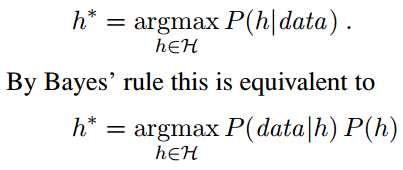 h* = argmax P(h|data) .
h∈ℋ
By Bayes’ rule this is equivalent to
h* = argmax P(data|h) P(h)
h∈ℋ